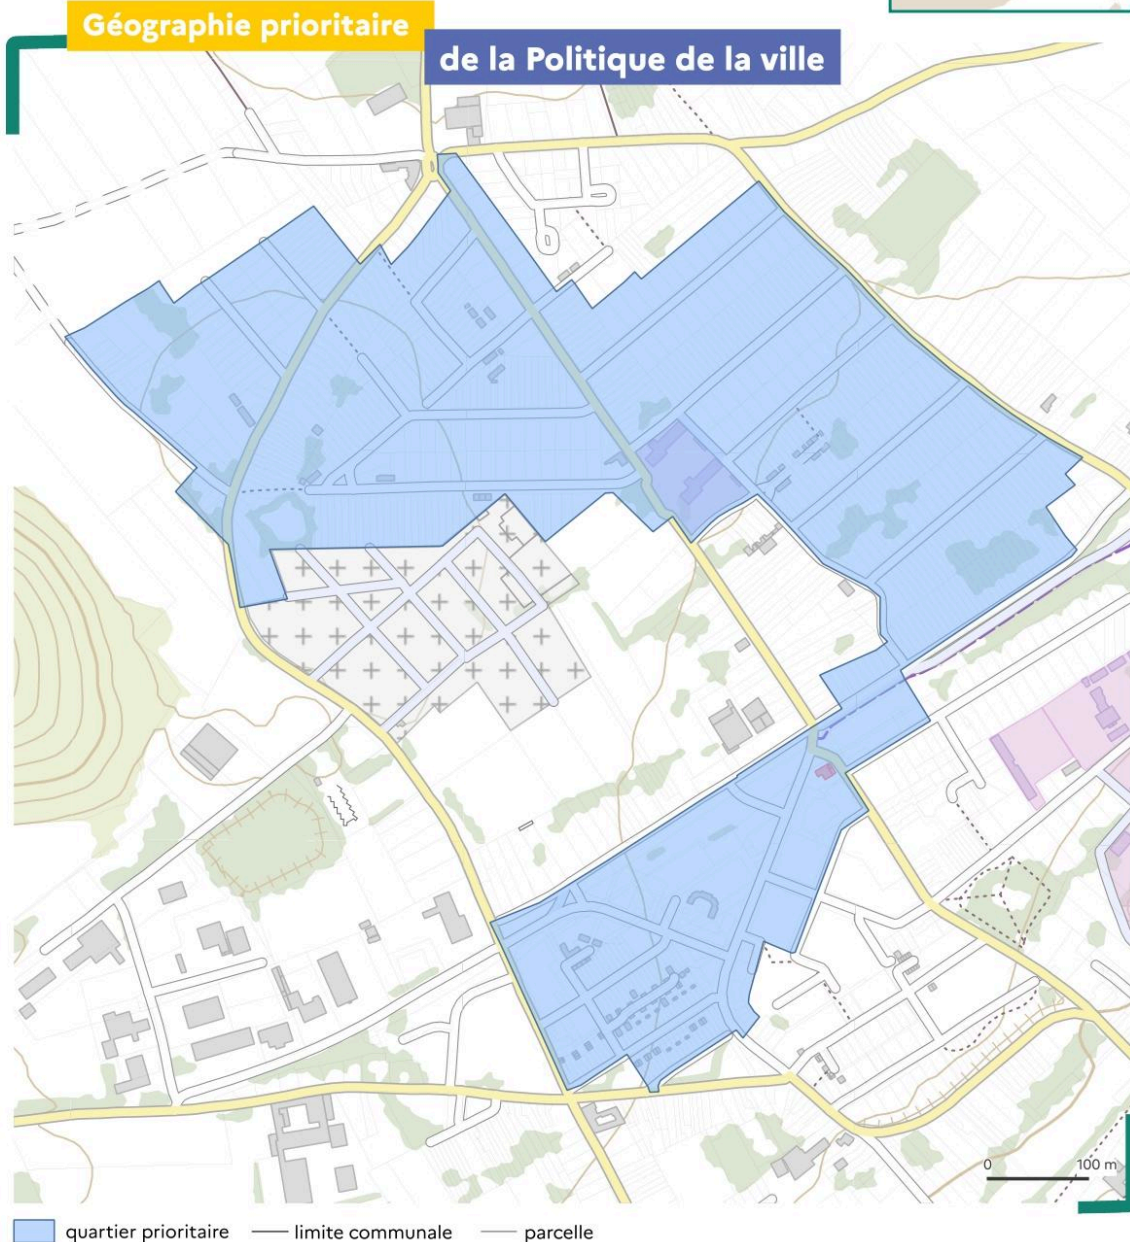 Géographie prioritaire
de la Politique de la ville
0 100 m
quartier prioritaire limite communale parcelle